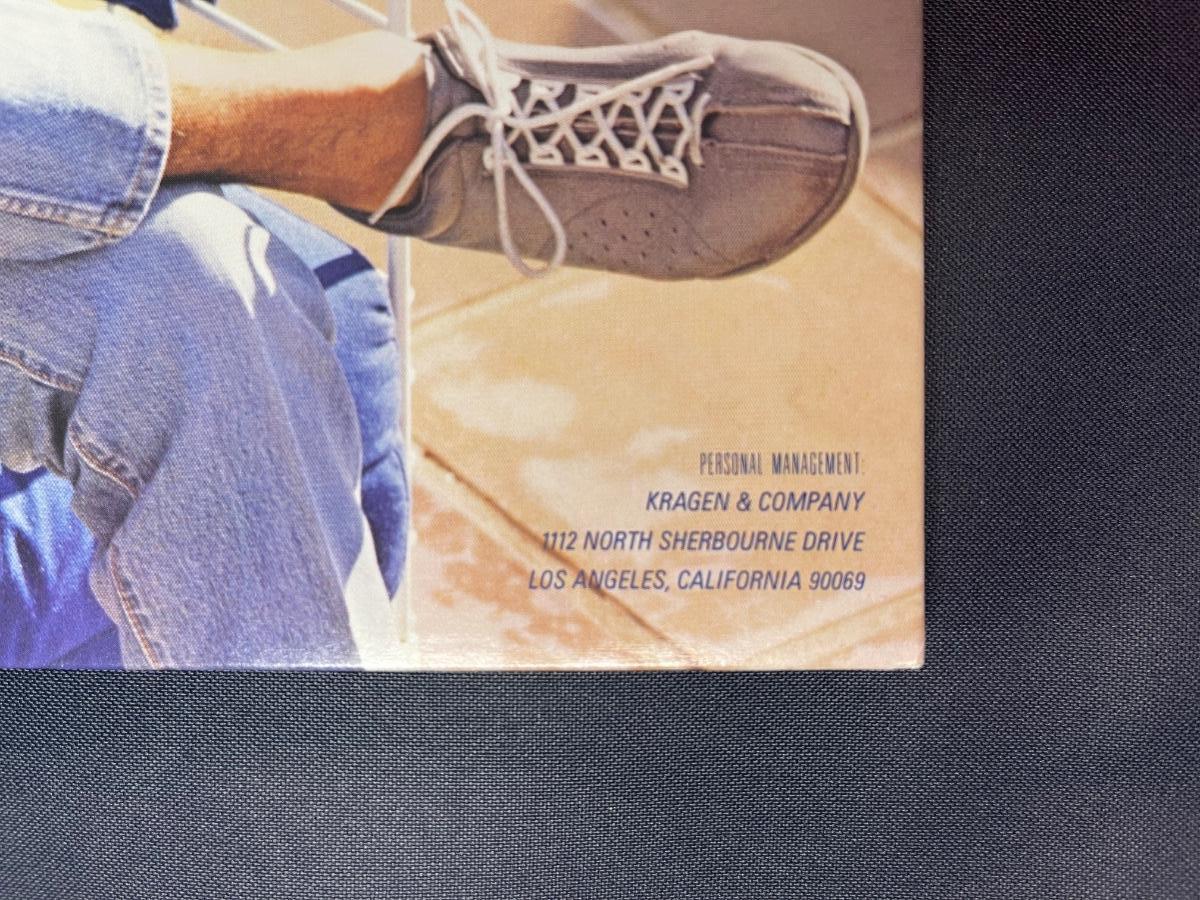 PERSONAL MANAGEMENT:
KRAGEN & COMPANY
1112 NORTH SHERBOURNE DRIVE
LOS ANGELES, CALIFORNIA 90069